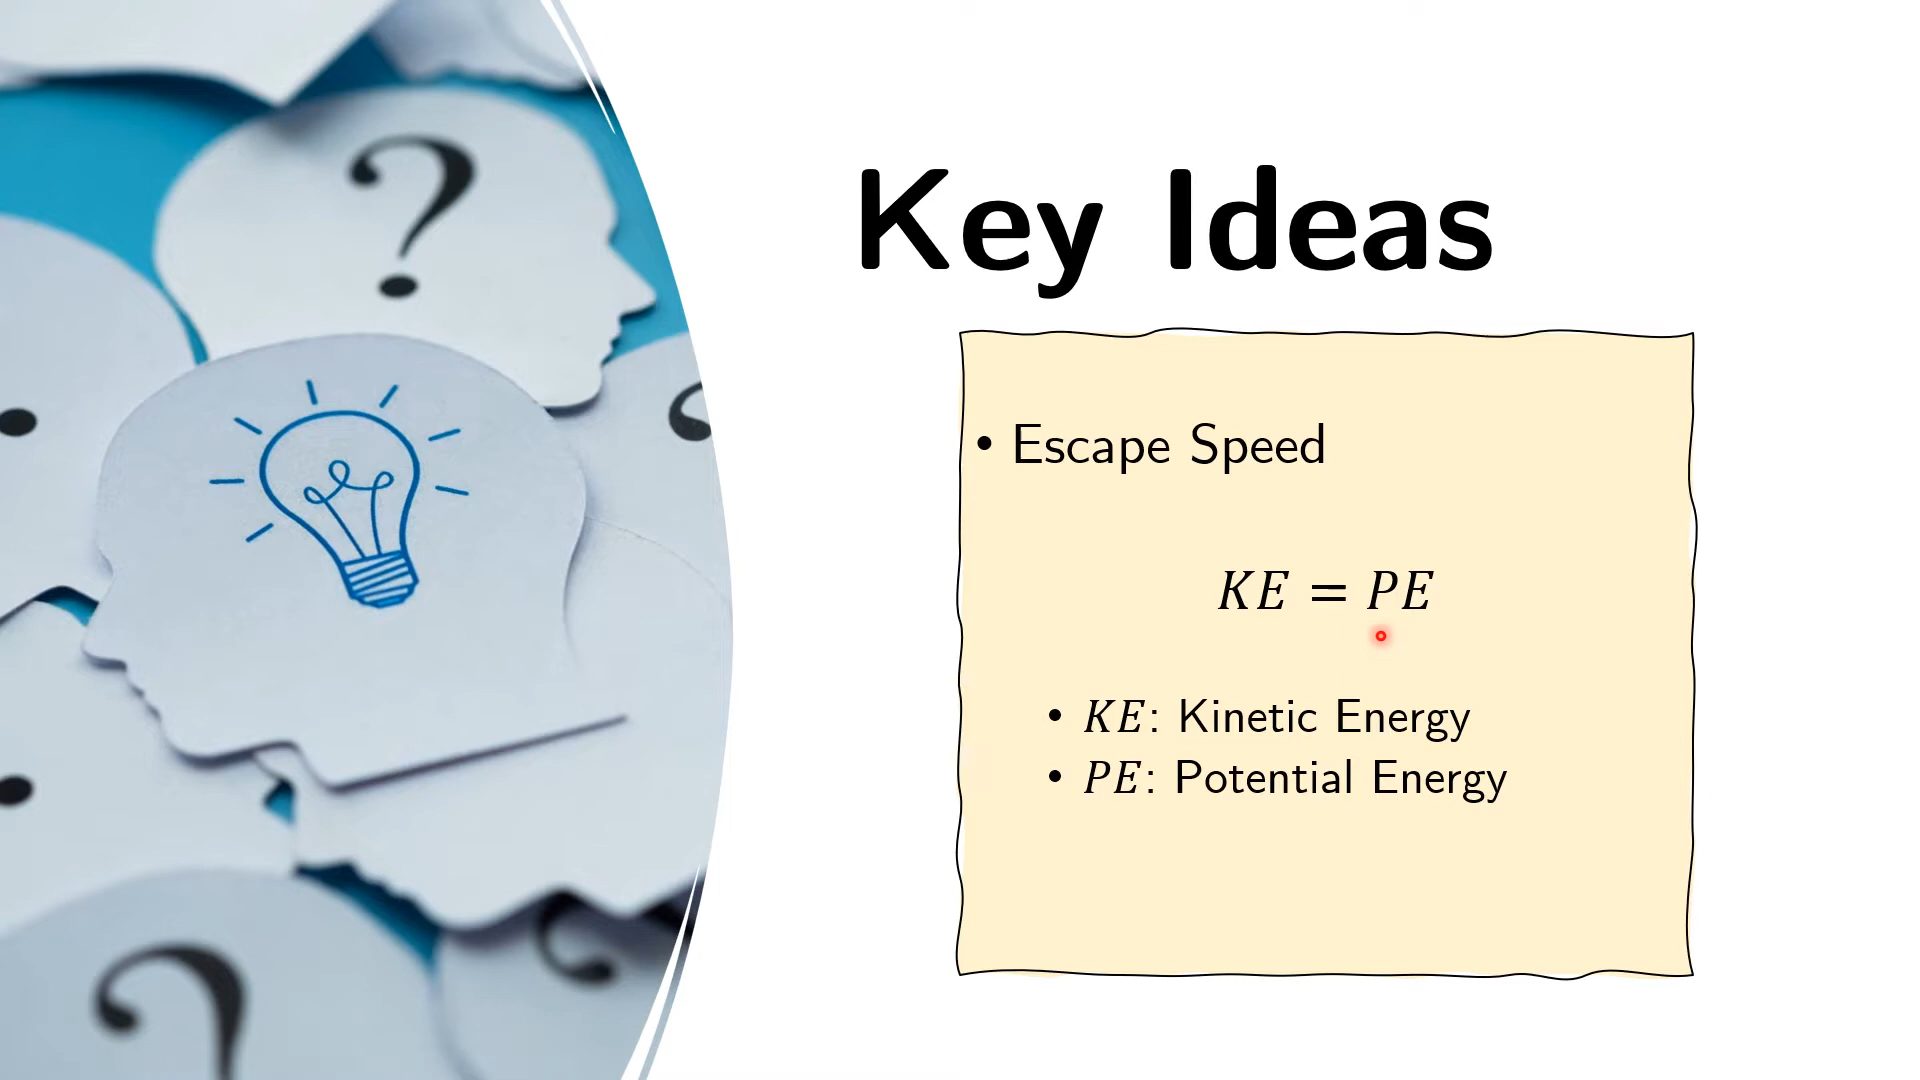 Key Ideas
• Escape Speed
KE = PE
• KE: Kinetic Energy
• PE: Potential Energy
?
?